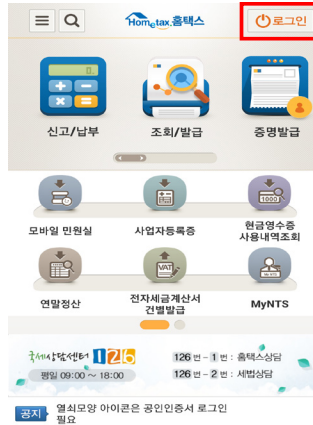 Hometax.홈택스
로그인
신고/납부
조회/발급
증명발급
모바일 민원실
사업자등록증
현금영수증
사용내역조회
1000
VAT
연말정산
전자세금계산서
건별발급
MyNTS
국세상담센터 126
126 번 – 1 번 : 홈택스상담
평일 09:00 ~ 18:00
126 번 – 2 번 : 세법상담
공지
열쇠모양 아이콘은 공인인증서 로그인
필요